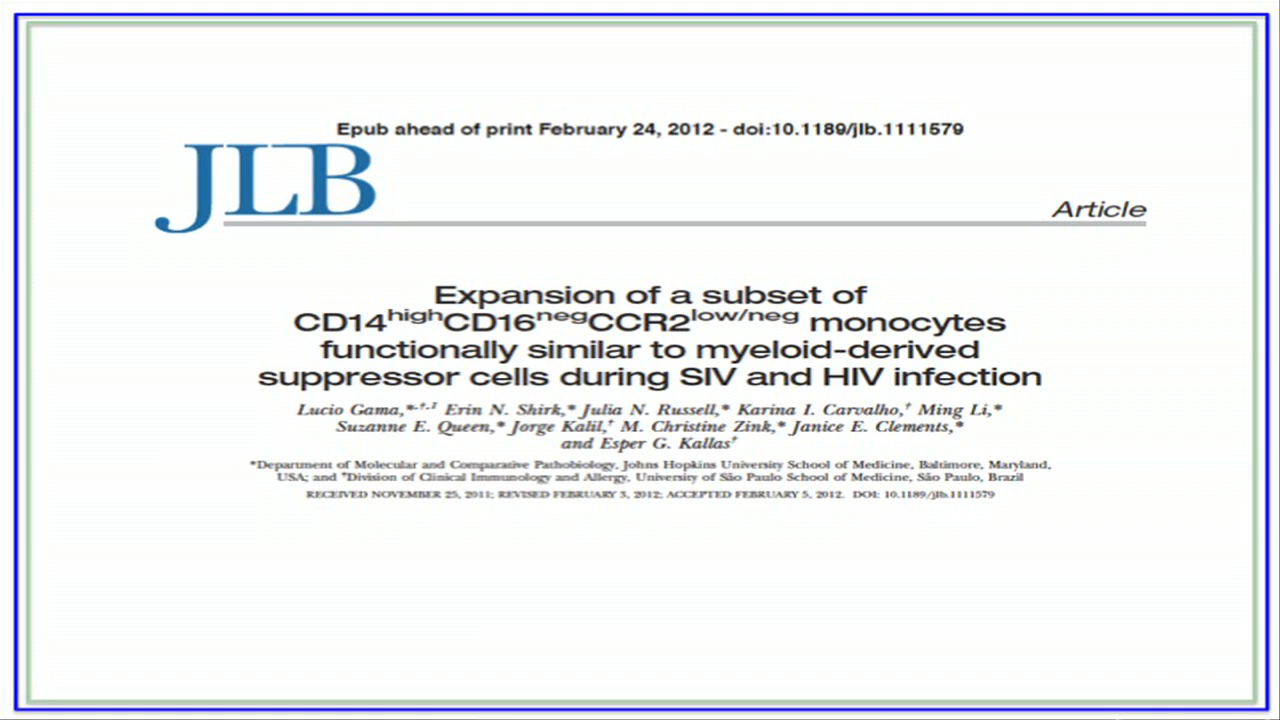 Epub ahead of print February 24, 2012 - doi:10.1189/jlb.1111579
JLB
Article
Expansion of a subset of
CD14highCD16negCCR2low/neg monocytes
functionally similar to myeloid-derived
suppressor cells during SIV and HIV infection
Lucio Gama,*,†,‡ Erin N. Shirk,* Julia N. Russell,* Karina I. Carvalho,† Ming Li,*
Suzanne E. Queen,* Jorge Kalil,† M. Christine Zink,* Janice E. Clements,*
and Esper G. Kallas†
*Department of Molecular and Comparative Pathobiology, Johns Hopkins University School of Medicine, Baltimore, Maryland,
USA; and †Division of Clinical Immunology and Allergy, University of São Paulo School of Medicine, São Paulo, Brazil
RECEIVED NOVEMBER 25, 2011; REVISED FEBRUARY 3, 2012; ACCEPTED FEBRUARY 5, 2012. DOI: 10.1189/jlb.1111579